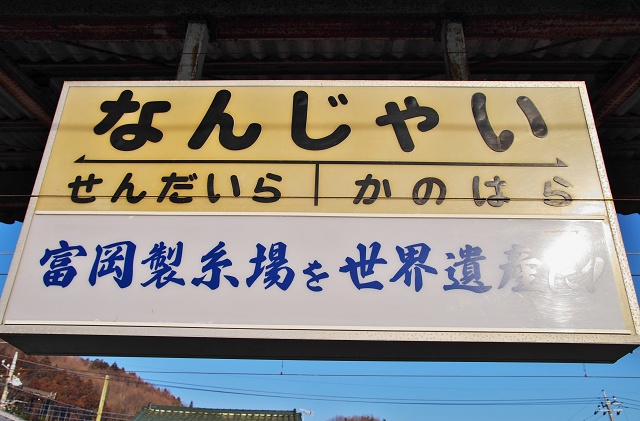 なんじゃい
せんだいら かのはら
富岡製糸場を世界遺産に